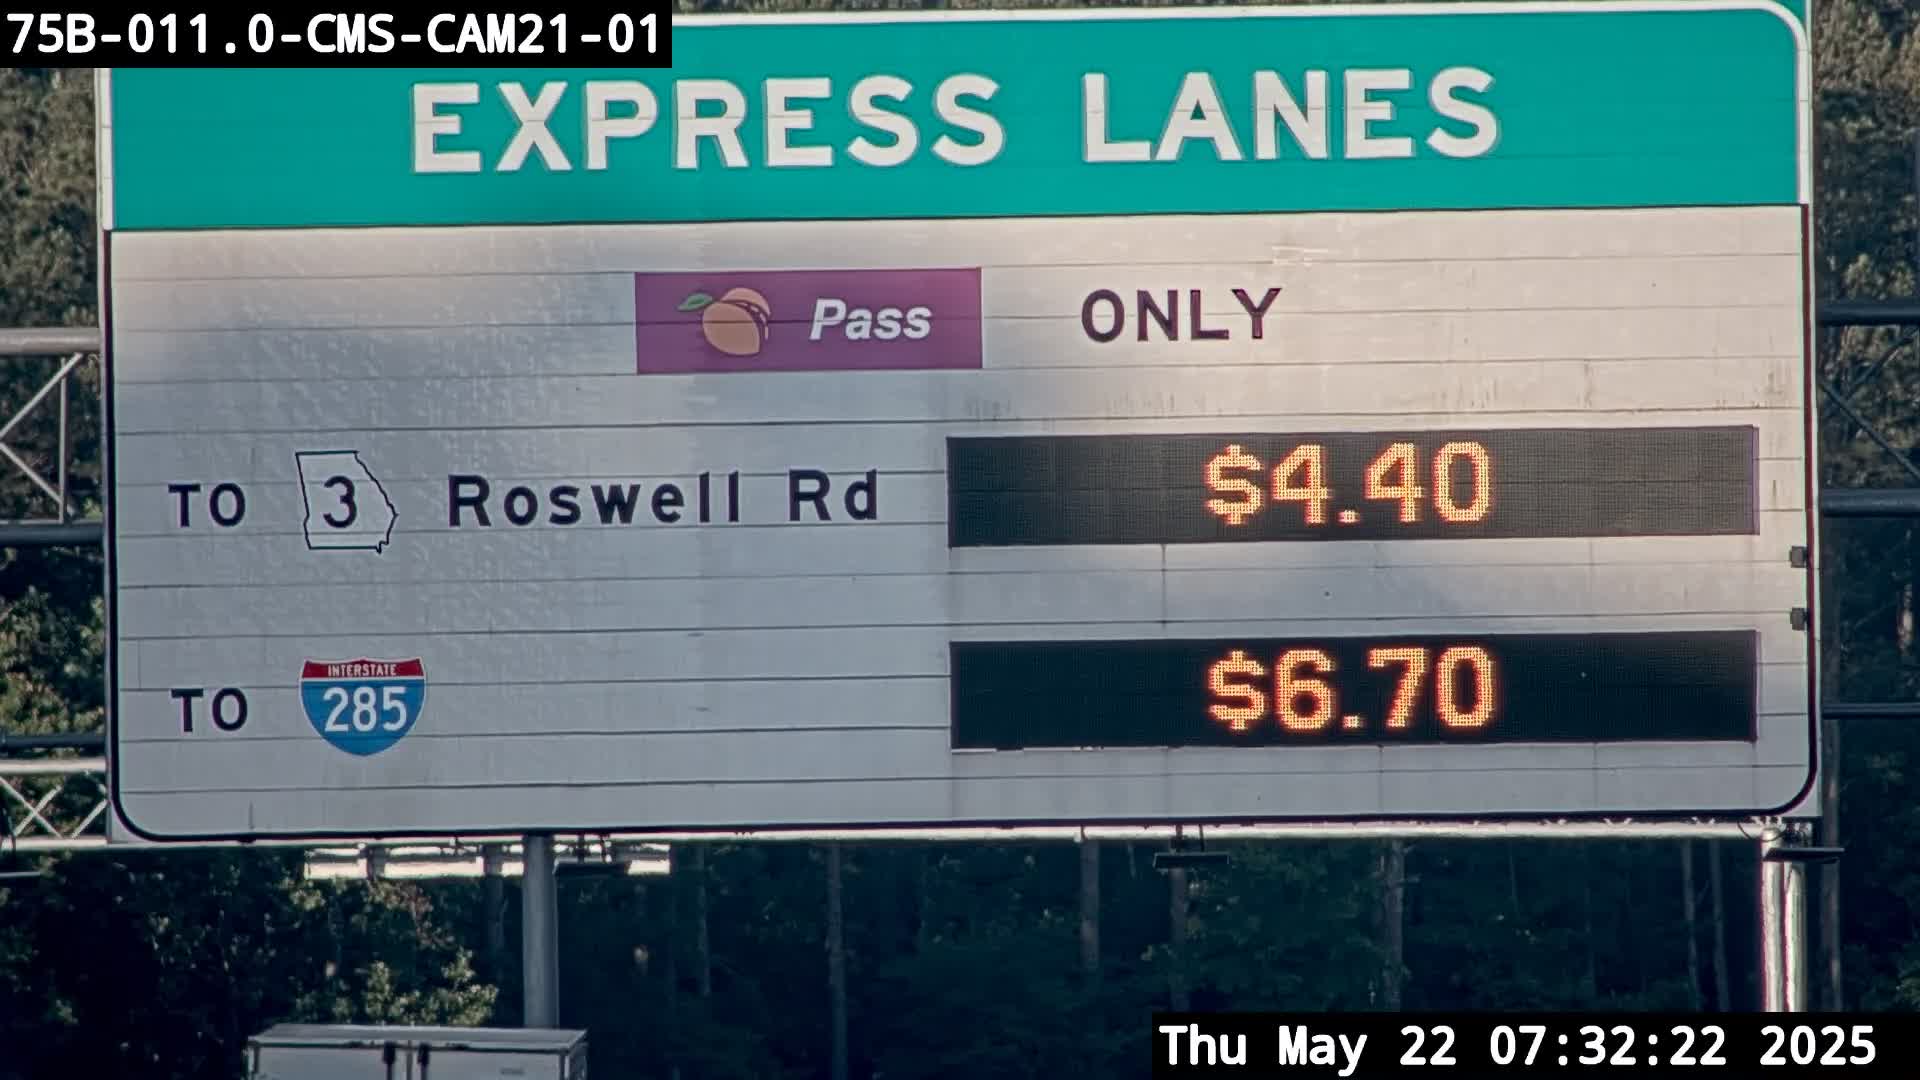 75B-011.0-CMS-CAM21-01
EXPRESS LANES
Pass ONLY
TO 3 Roswell Rd $4.40
INTERSTATE
TO 285 $6.70
Thu May 22 07:32:22 2025